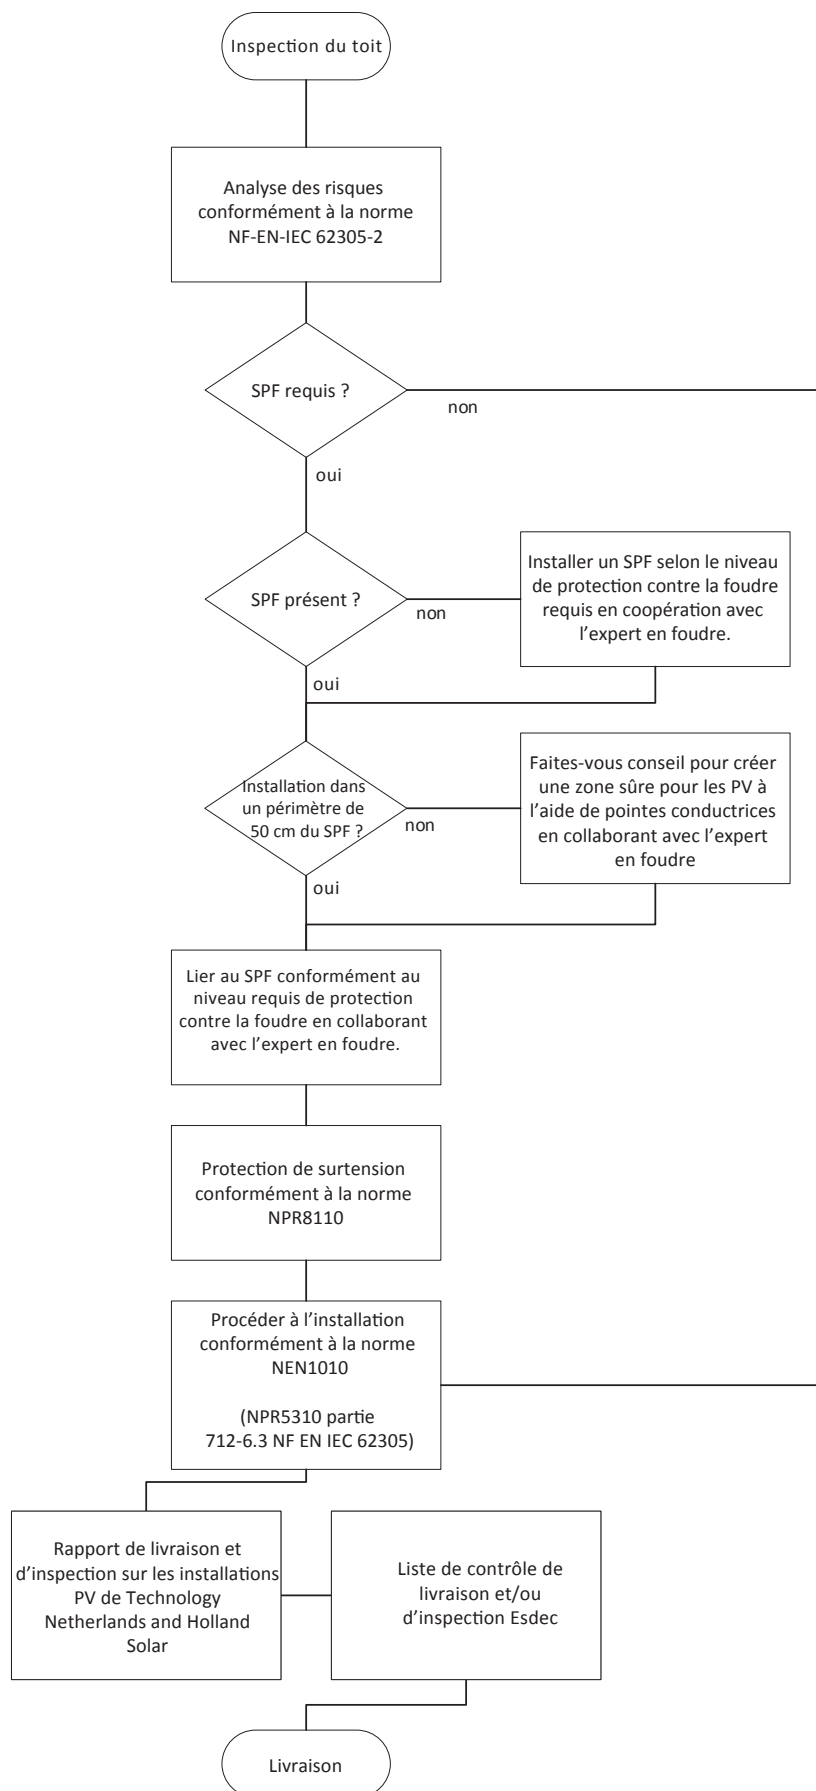 Inspection du toit
Analyse des risques
conformément à la norme
NF-EN-IEC 62305-2
SPF requis ?
non
oui
SPF présent ?
non
Installer un SPF selon le niveau
de protection contre la foudre
requis en coopération avec
l’expert en foudre.
oui
Installation dans
un périmètre de
50 cm du SPF ?
non
Faites-vous conseil pour créer
une zone sûre pour les PV à
l’aide de pointes conductrices
en collaborant avec l’expert
en foudre
oui
Lier au SPF conformément au
niveau requis de protection
contre la foudre en collaborant
avec l’expert en foudre.
Protection de surtension
conformément à la norme
NPR8110
Procéder à l’installation
conformément à la norme
NEN1010
(NPR5310 partie
712-6.3 NF EN IEC 62305)
Rapport de livraison et
d’inspection sur les installations
PV de Technology
Netherlands and Holland
Solar
Liste de contrôle de
livraison et/ou
d’inspection Esdec
Livraison